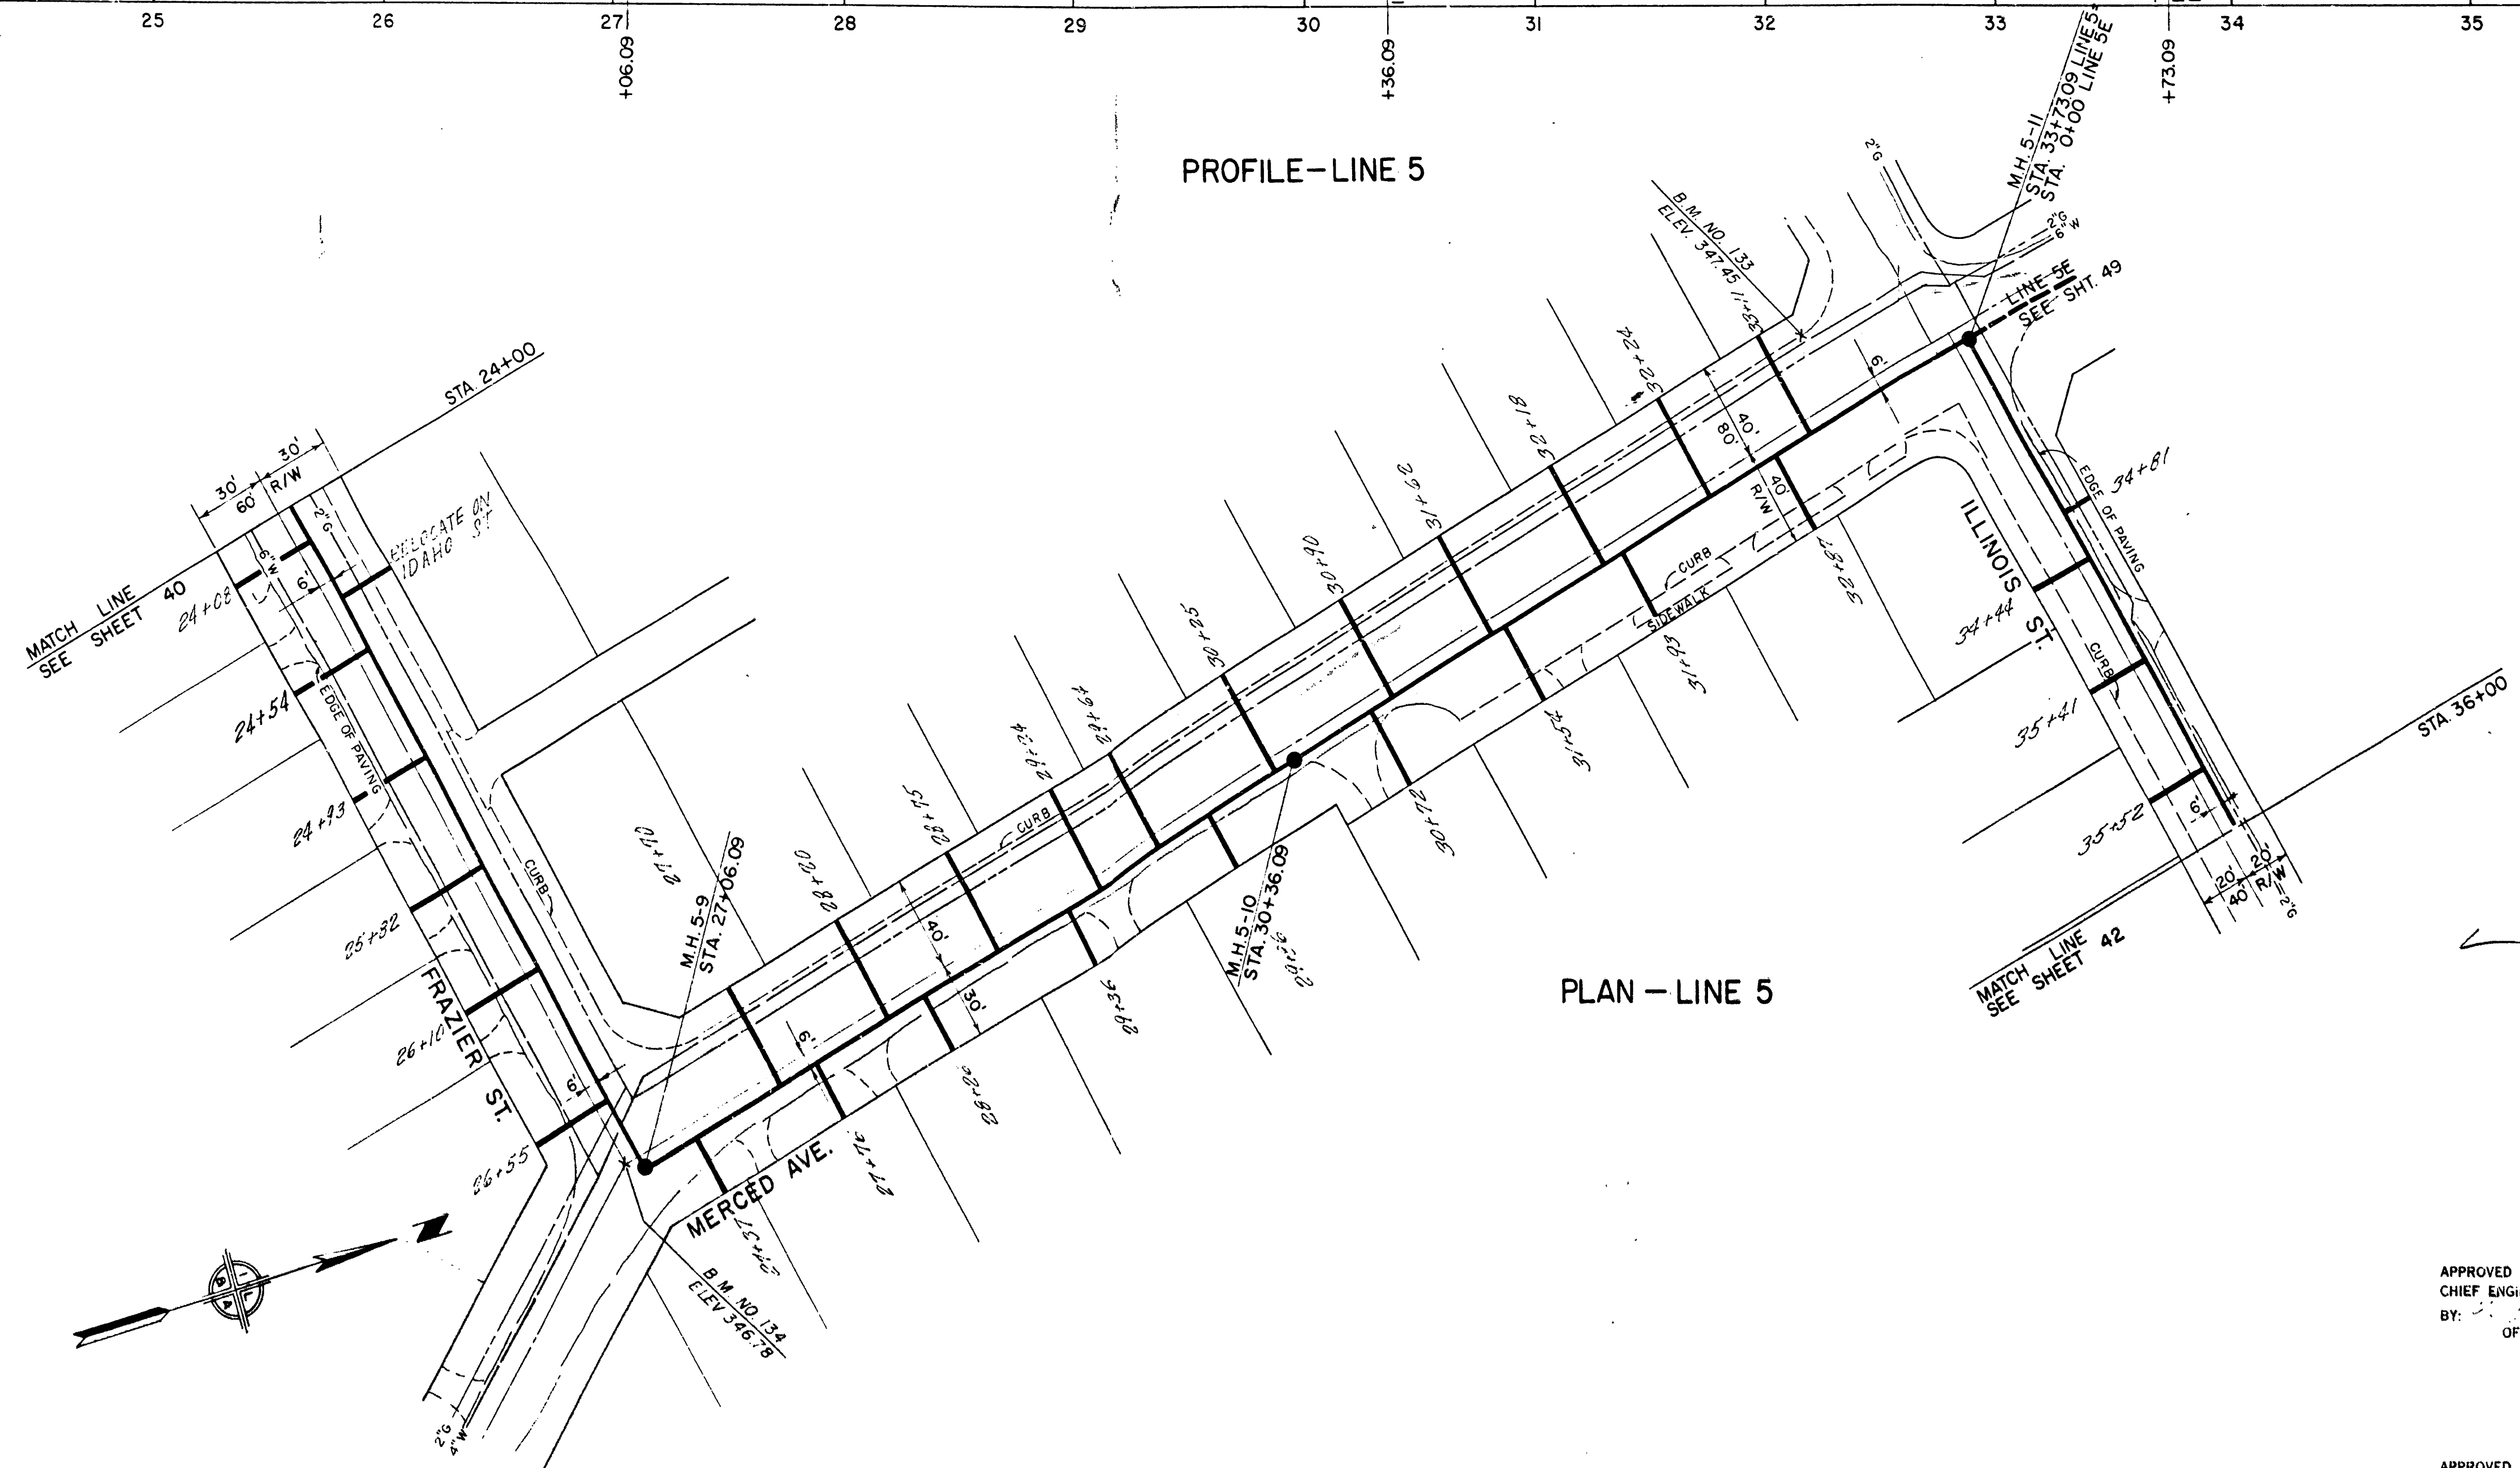 25 26 27 28 29 30 31 32 33 34 35
+06.09
+36.09
+73.09
PROFILE—LINE 5
M.H. 5-11
STA. 33+73.09 LINE 5=
STA. 0+00 LINE 5E
2"G
2"G
6"W
LINE 5E
SEE SHT. 49
B.M. NO. 133
ELEV. 347.45
33+11
32+24
32+18
31+62
30+90
30+25
29+64
29+24
28+75
28+20
27+70
STA. 24+00
30'
30'
60'
R/W
2"G
6"W
6'
RELOCATE ON
IDAHO ST
MATCH LINE
SEE SHEET 40
24+08
24+54
EDGE OF PAVING
24+93
25+32
26+10
26+55
FRAZIER ST.
CURB
6'
M.H. 5-9
STA. 27+06.09
CURB
40'
30'
6'
40'
80'
40'
R/W
6'
CURB
SIDEWALK
32+87
31+93
31+54
30+72
M.H. 5-10
STA. 30+36.09
29+36
28+20
27+76
MERCED AVE.
B.M. NO. 134
ELEV 346.78
2"G
4"W
N
PLAN — LINE 5
EDGE OF PAVING
34+81
ILLINOIS ST.
34+44
CURB
35+41
35+52
6'
20'
20'
40'
R/W
2"G
STA. 36+00
MATCH LINE
SEE SHEET 42
APPROVED
CHIEF ENGI
BY:
OF
APPROVED